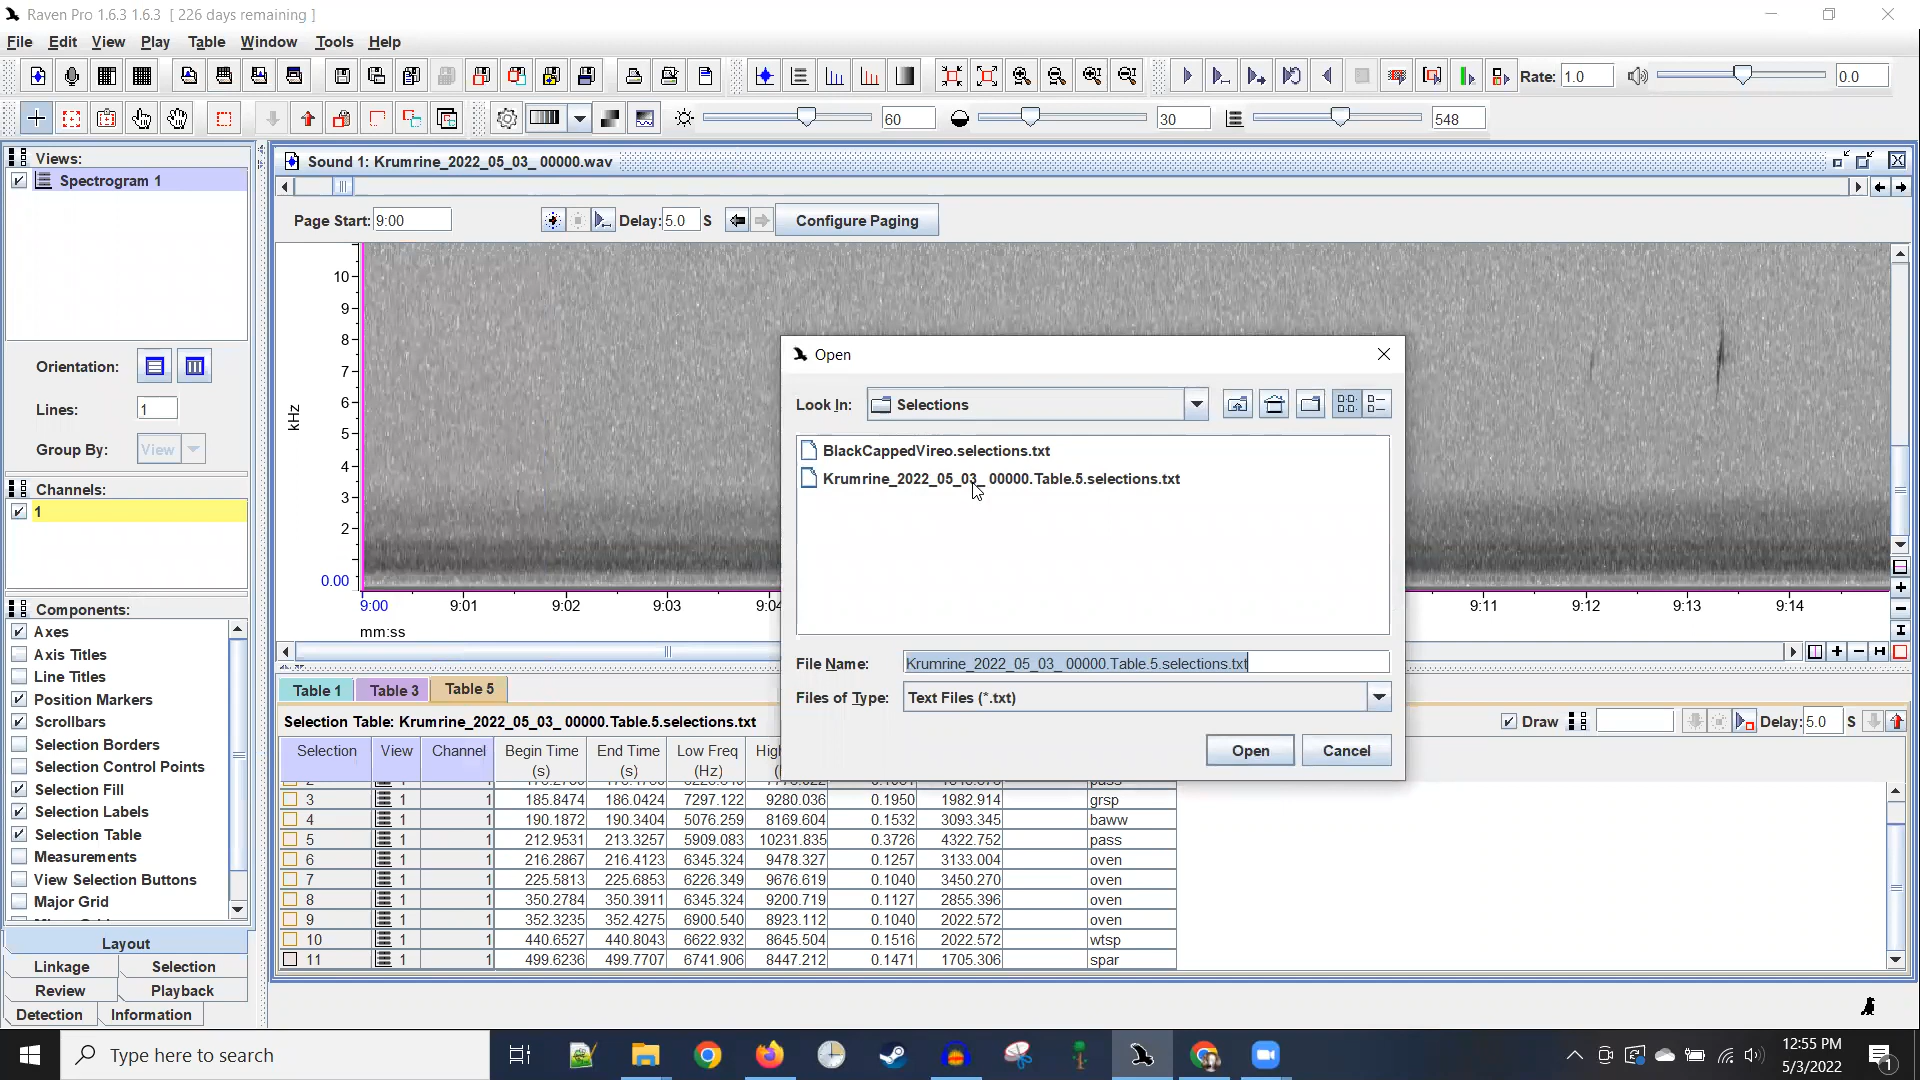 Raven Pro 1.6.3 1.6.3 [ 226 days remaining ]
File Edit View Play Table Window Tools Help
Rate: 1.0 0.0
60 30 548
Views:
Spectrogram 1
Orientation:
Lines: 1
Group By: View
Channels:
1
Components:
Axes
Axis Titles
Line Titles
Position Markers
Scrollbars
Selection Borders
Selection Control Points
Selection Fill
Selection Labels
Selection Table
Measurements
View Selection Buttons
Major Grid
Layout
Linkage Selection
Review Playback
Detection Information
Sound 1: Krumrine_2022_05_03_ 00000.wav
Page Start: 9:00 Delay: 5.0 S Configure Paging
kHz
10
9
8
7
6
5
4
3
2
0.00
9:00 9:01 9:02 9:03 9:04 9:11 9:12 9:13 9:14
mm:ss
Open
Look In: Selections
BlackCappedVireo.selections.txt
Krumrine_2022_05_03_ 00000.Table.5.selections.txt
File Name: Krumrine_2022_05_03_ 00000.Table.5.selections.txt
Files of Type: Text Files (*.txt)
Open Cancel
Table 1 Table 3 Table 5
Selection Table: Krumrine_2022_05_03_ 00000.Table.5.selections.txt
Draw Delay: 5.0 S
Selection View Channel Begin Time (s) End Time (s) Low Freq (Hz)
3 1 1 185.8474 186.0424 7297.122 9280.036 0.1950 1982.914 grsp
4 1 1 190.1872 190.3404 5076.259 8169.604 0.1532 3093.345 baww
5 1 1 212.9531 213.3257 5909.083 10231.835 0.3726 4322.752 pass
6 1 1 216.2867 216.4123 6345.324 9478.327 0.1257 3133.004 oven
7 1 1 225.5813 225.6853 6226.349 9676.619 0.1040 3450.270 oven
8 1 1 350.2784 350.3911 6345.324 9200.719 0.1127 2855.396 oven
9 1 1 352.3235 352.4275 6900.540 8923.112 0.1040 2022.572 oven
10 1 1 440.6527 440.8043 6622.932 8645.504 0.1516 2022.572 wtsp
11 1 1 499.6236 499.7707 6741.906 8447.212 0.1471 1705.306 spar
Type here to search
12:55 PM
5/3/2022
1